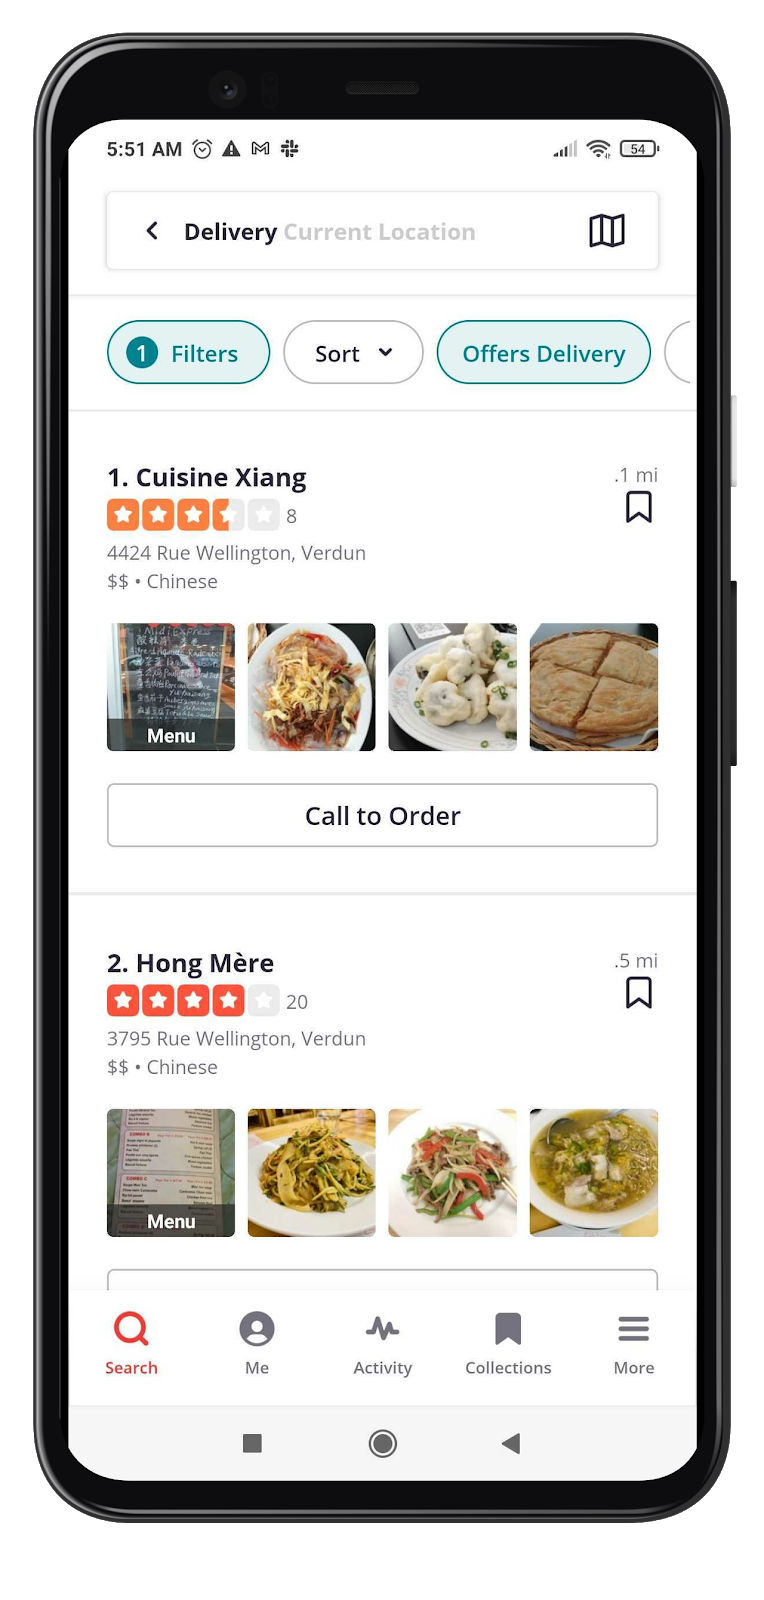 5:51 AM
54
Delivery Current Location
1 Filters
Sort
Offers Delivery
1. Cuisine Xiang
.1 mi
8
4424 Rue Wellington, Verdun
$$ • Chinese
Menu
Call to Order
2. Hong Mère
.5 mi
20
3795 Rue Wellington, Verdun
$$ • Chinese
COMBO B
COMBO C
Menu
Search
Me
Activity
Collections
More